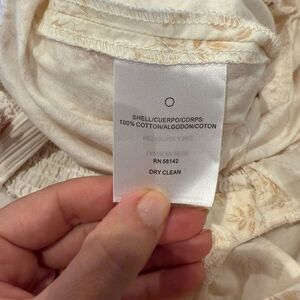 SHELL/CUERPO/CORPS:
100% COTTON/ALGODON/COTON
RN 58142
DRY CLEAN